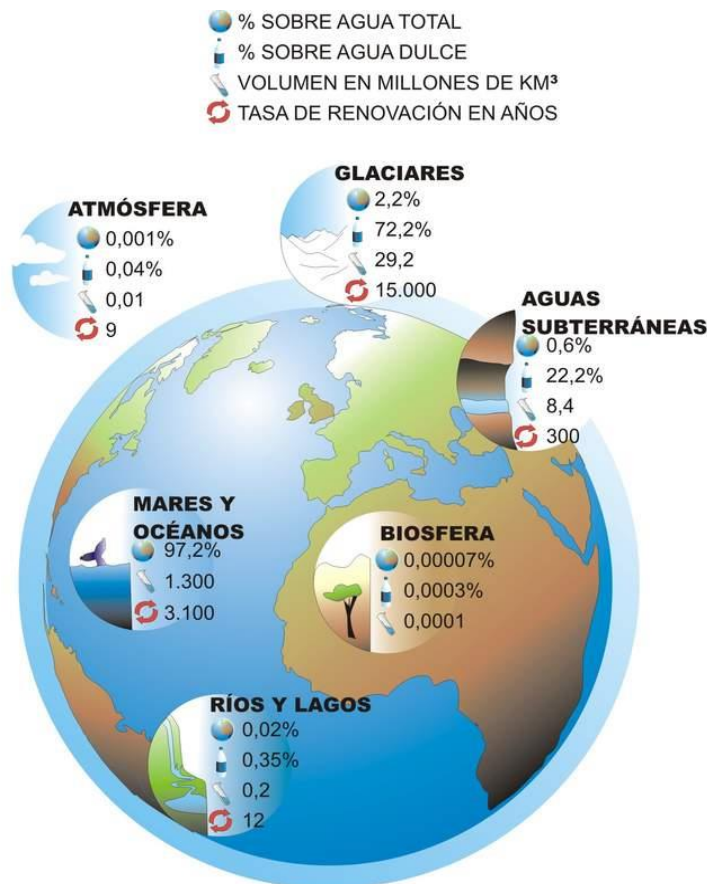 % SOBRE AGUA TOTAL
% SOBRE AGUA DULCE
VOLUMEN EN MILLONES DE KM³
TASA DE RENOVACIÓN EN AÑOS
GLACIARES
2,2%
72,2%
29,2
15.000
ATMÓSFERA
0,001%
0,04%
0,01
9
AGUAS
SUBTERRÁNEAS
0,6%
22,2%
8,4
300
MARES Y
OCÉANOS
97,2%
1.300
3.100
BIOSFERA
0,00007%
0,0003%
0,0001
RÍOS Y LAGOS
0,02%
0,35%
0,2
12